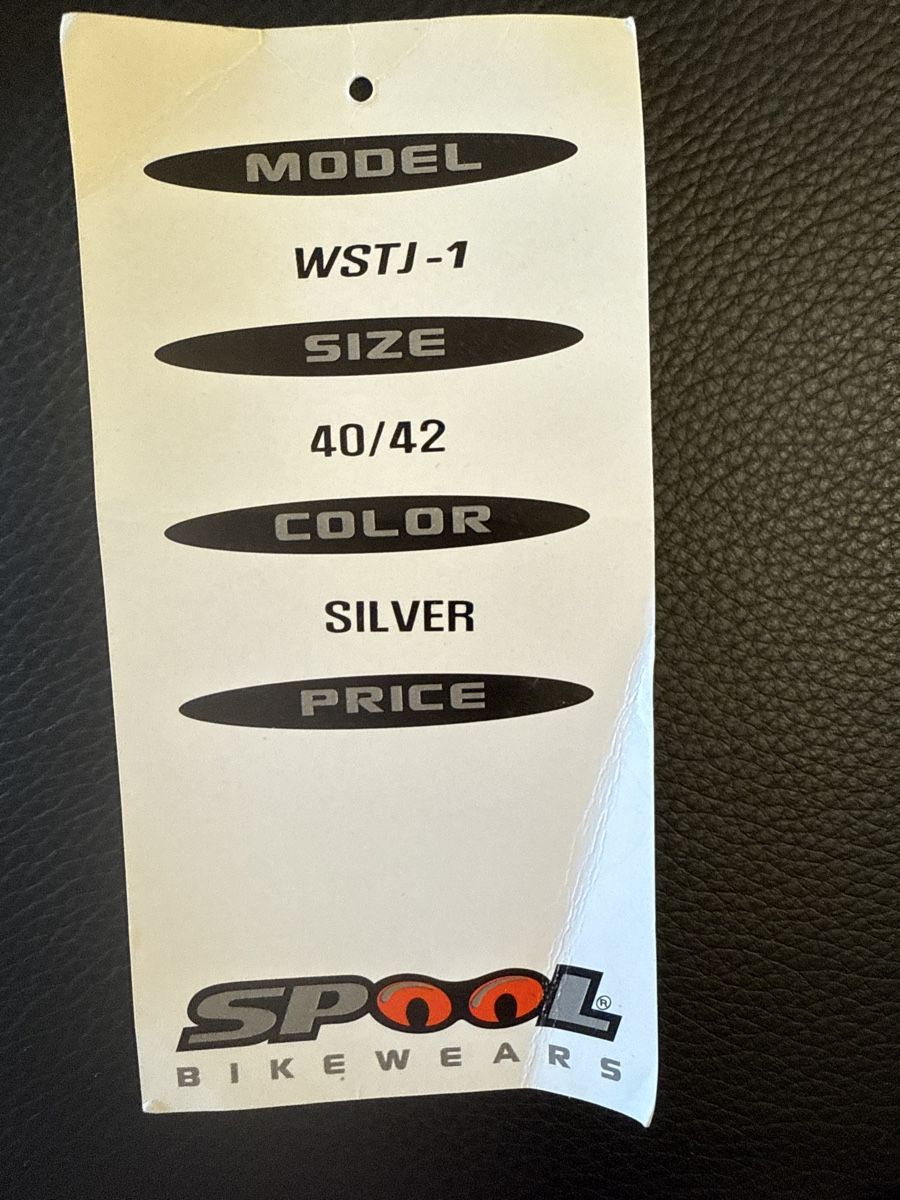 MODEL
WSTJ-1
SIZE
40/42
COLOR
SILVER
PRICE
SPOOL®
BIKEWEARS